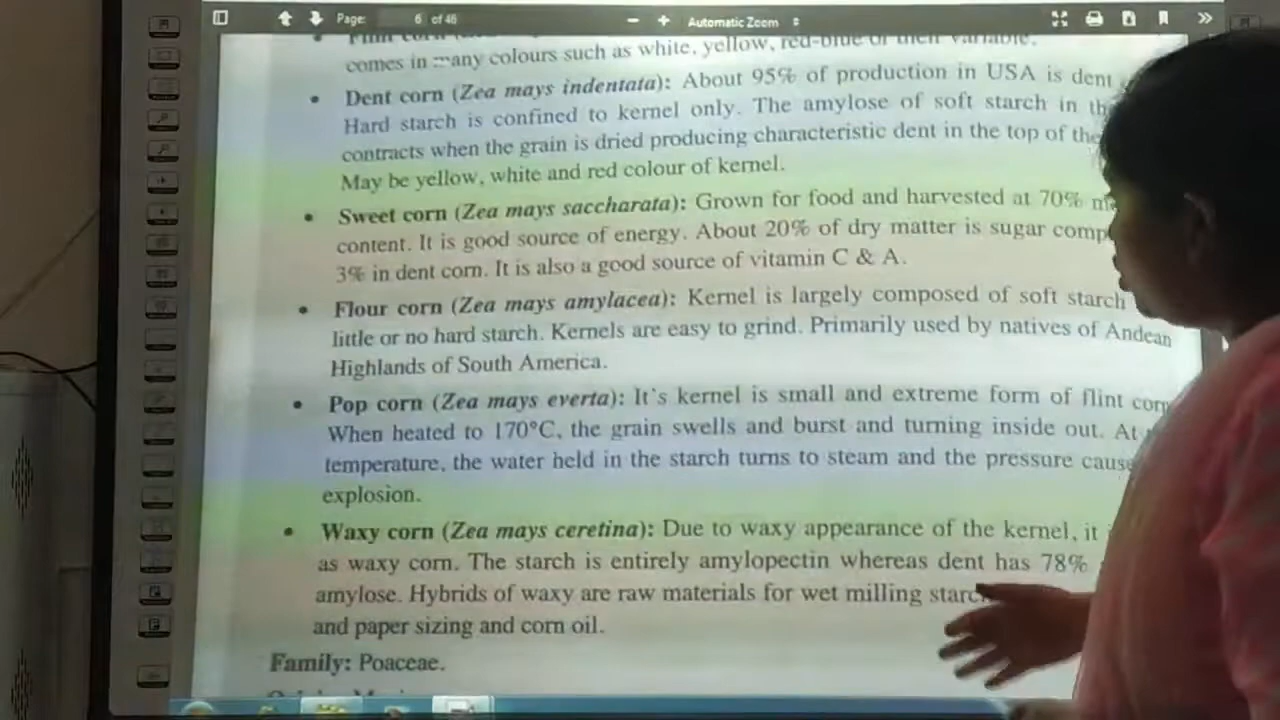 Page: 6 of 46 Automatic Zoom
comes in many colours such as white, yellow, red-blue or their variable.
• Dent corn (Zea mays indentata): About 95% of production in USA is dent
Hard starch is confined to kernel only. The amylose of soft starch in
contracts when the grain is dried producing characteristic dent in the top of the
May be yellow, white and red colour of kernel.
• Sweet corn (Zea mays saccharata): Grown for food and harvested at 70%
content. It is good source of energy. About 20% of dry matter is sugar
3% in dent corn. It is also a good source of vitamin C & A.
• Flour corn (Zea mays amylacea): Kernel is largely composed of soft starch
little or no hard starch. Kernels are easy to grind. Primarily used by natives of Andean
Highlands of South America.
• Pop corn (Zea mays everta): It's kernel is small and extreme form of flint corn
When heated to 170°C, the grain swells and burst and turning inside out. At
temperature, the water held in the starch turns to steam and the pressure
explosion.
• Waxy corn (Zea mays ceretina): Due to waxy appearance of the kernel, it
as waxy corn. The starch is entirely amylopectin whereas dent has 78%
amylose. Hybrids of waxy are raw materials for wet milling
and paper sizing and corn oil.
Family: Poaceae.